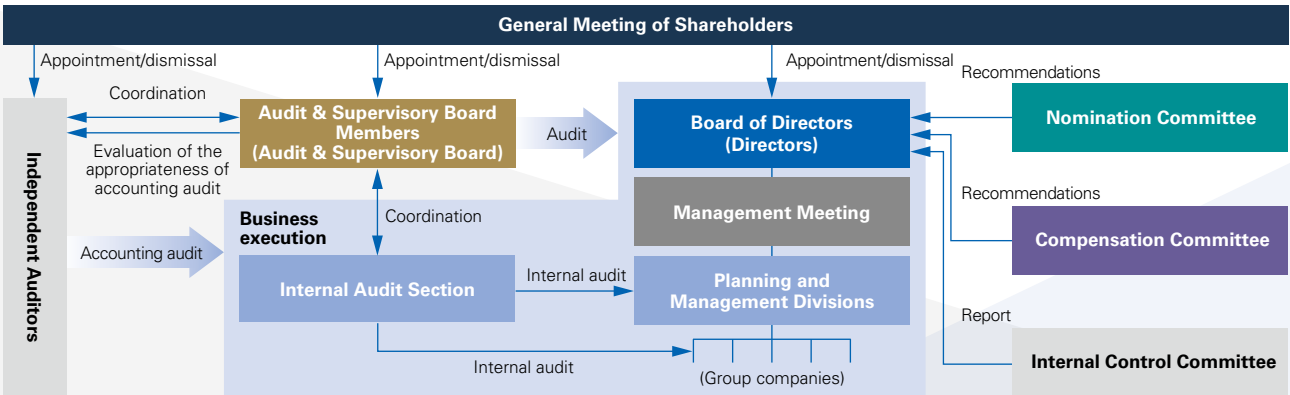 General Meeting of Shareholders
Appointment/dismissal
Appointment/dismissal
Appointment/dismissal
Independent Auditors
Coordination
Evaluation of the
appropriateness of
accounting audit
Audit & Supervisory Board
Members
(Audit & Supervisory Board)
Audit
Board of Directors
(Directors)
Recommendations
Nomination Committee
Coordination
Business
execution
Management Meeting
Recommendations
Compensation Committee
Accounting audit
Internal Audit Section
Internal audit
Planning and
Management Divisions
Internal audit
(Group companies)
Report
Internal Control Committee